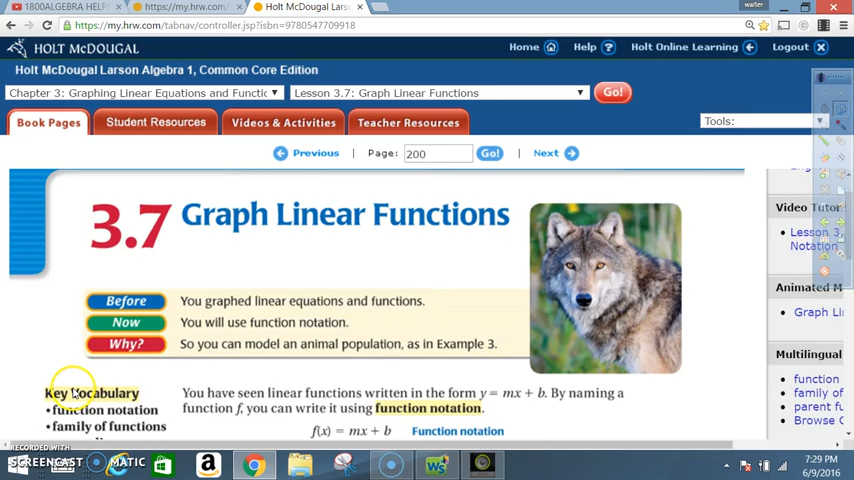 1800ALGEBRA HELP
https://my.hrw.com/tabnav/c
Holt McDougal Lars
walter
https://my.hrw.com/tabnav/controller.jsp?isbn=9780547709918
HOLT McDOUGAL
Home
Help ?
Holt Online Learning
Logout
Holt McDougal Larson Algebra 1, Common Core Edition
Chapter 3: Graphing Linear Equations and Functic
Lesson 3.7: Graph Linear Functions
Go!
Book Pages
Student Resources
Videos & Activities
Teacher Resources
Tools:
Previous | Page: 200 Go! | Next
3.7 Graph Linear Functions
Before You graphed linear equations and functions.
Now You will use function notation.
Why? So you can model an animal population, as in Example 3.
Key Vocabulary
• function notation
• family of functions
You have seen linear functions written in the form y = mx + b. By naming a
function f, you can write it using function notation.
f(x) = mx + b Function notation
Video Tutor
Lesson 3.
Notation
Animated M
Graph Li
Multilingual
function
family of
parent fu
Browse
RECORDED WITH
SCREENCAST MATIC
7:29 PM
6/9/2016